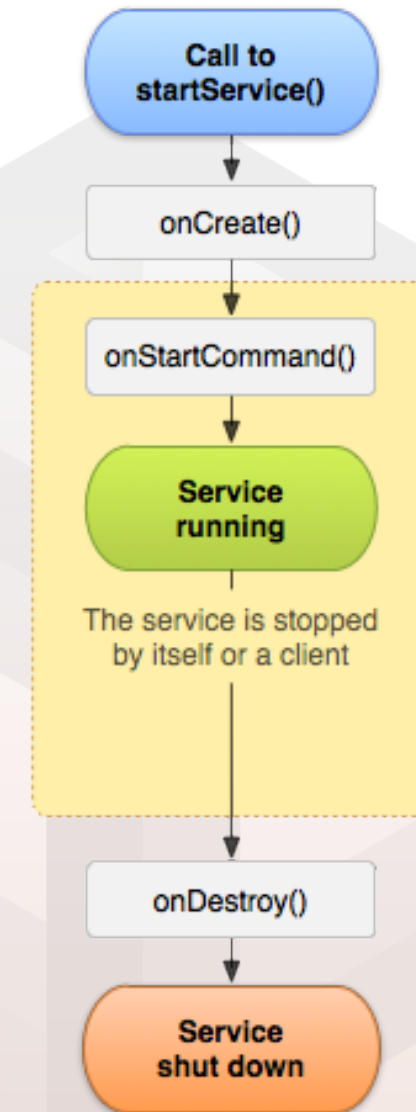 Call to
startService()
onCreate()
onStartCommand()
Service
running
The service is stopped
by itself or a client
onDestroy()
Service
shut down